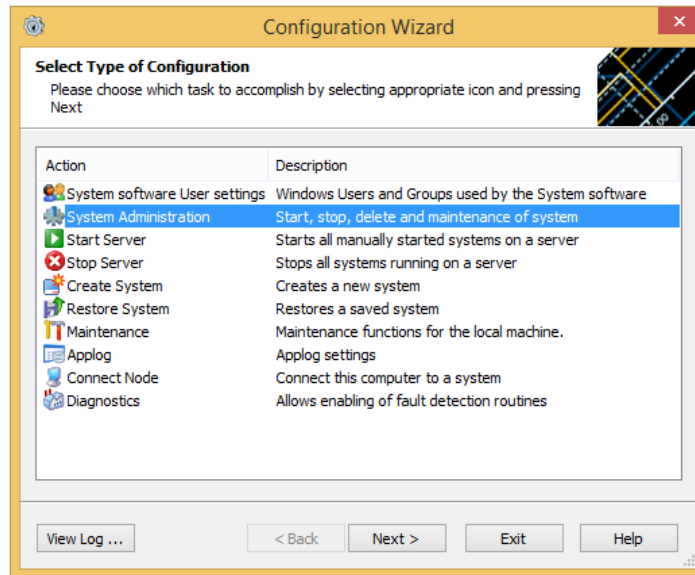 Configuration Wizard
Select Type of Configuration
Please choose which task to accomplish by selecting appropriate icon and pressing
Next
Action Description
System software User settings Windows Users and Groups used by the System software
System Administration Start, stop, delete and maintenance of system
Start Server Starts all manually started systems on a server
Stop Server Stops all systems running on a server
Create System Creates a new system
Restore System Restores a saved system
Maintenance Maintenance functions for the local machine.
Applog Applog settings
Connect Node Connect this computer to a system
Diagnostics Allows enabling of fault detection routines
View Log ... < Back Next > Exit Help